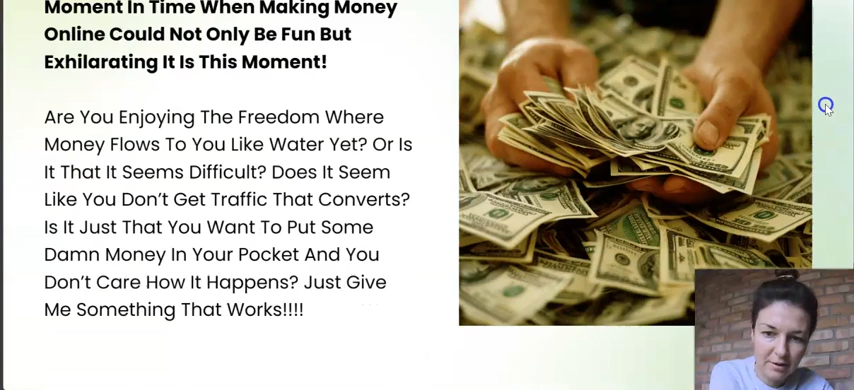 Moment In Time When Making Money
Online Could Not Only Be Fun But
Exhilarating It Is This Moment!
Are You Enjoying The Freedom Where
Money Flows To You Like Water Yet? Or Is
It That It Seems Difficult? Does It Seem
Like You Don’t Get Traffic That Converts?
Is It Just That You Want To Put Some
Damn Money In Your Pocket And You
Don’t Care How It Happens? Just Give
Me Something That Works!!!!